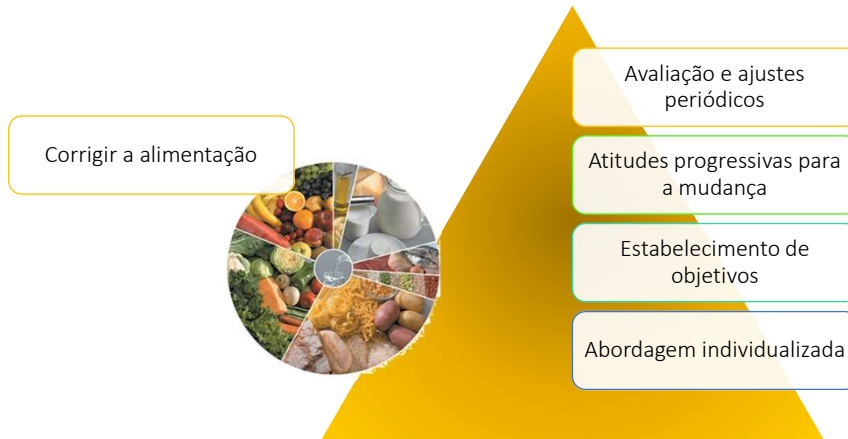 Corrigir a alimentação
Avaliação e ajustes
periódicos
Atitudes progressivas para
a mudança
Estabelecimento de
objetivos
Abordagem individualizada